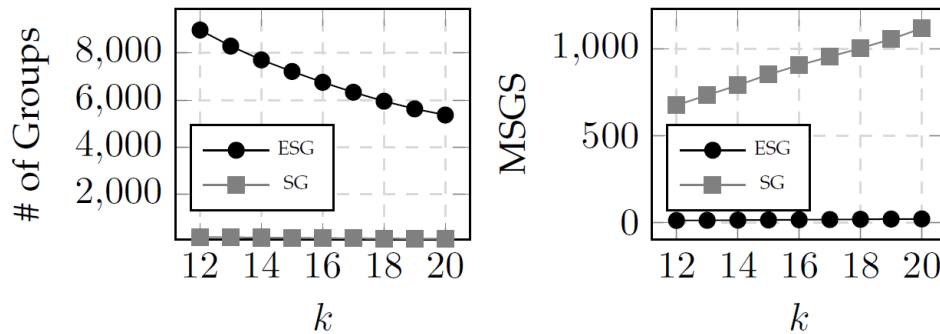 # of Groups
8,000
6,000
4,000
2,000
ESG
SG
12 14 16 18 20
k
MSGS
1,000
500
0
ESG
SG
12 14 16 18 20
k